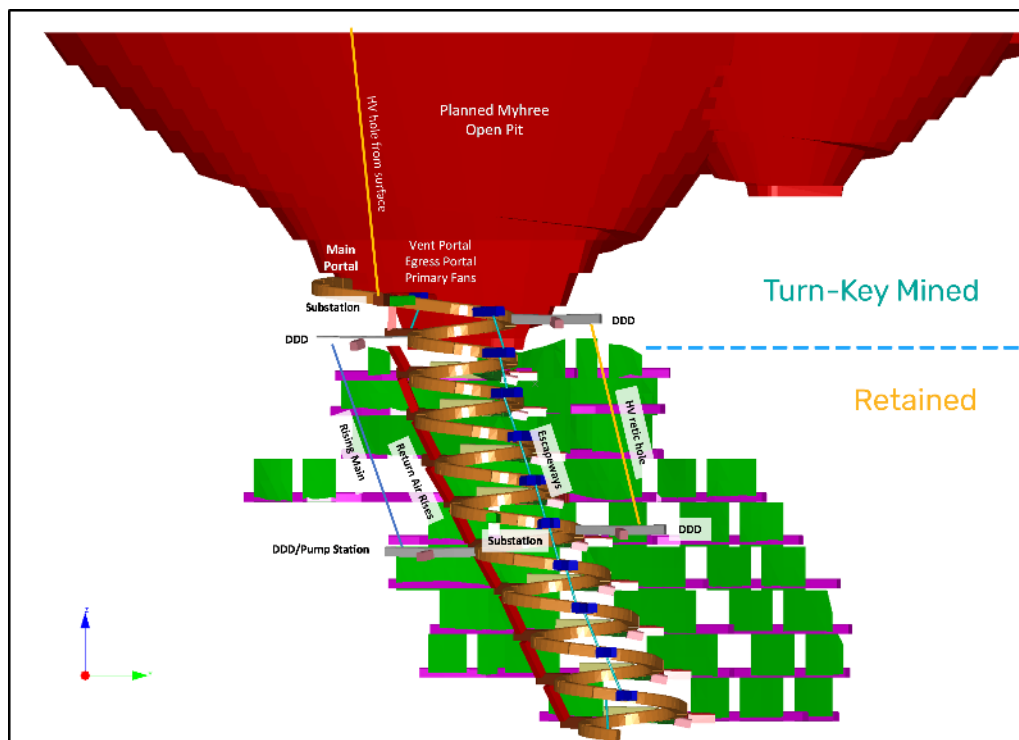 HV hole from surface
Planned Myhree
Open Pit
Main
Portal
Vent Portal
Egress Portal
Primary Fans
Substation
Turn-Key Mined
DDD
DDD
Retained
Rising Main
Return Air Rises
Escapeways
HV retic hole
DDD/Pump Station
Substation
DDD
z